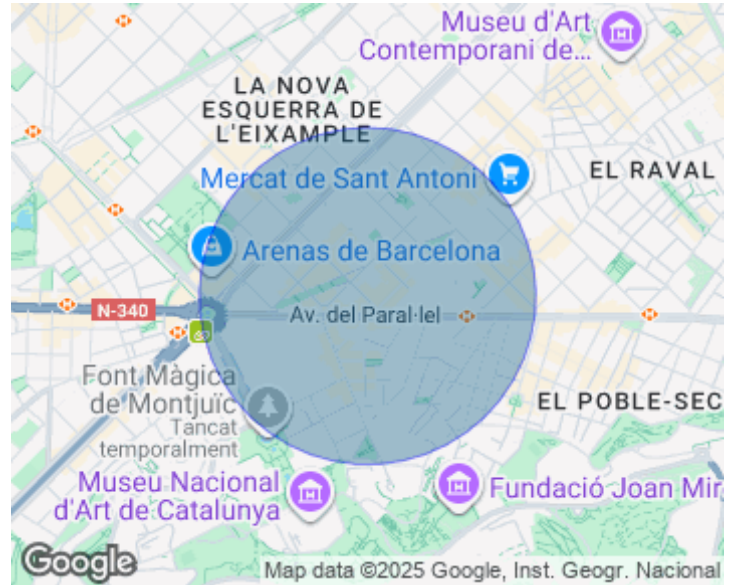 Museu d'Art
Contemporani de...
LA NOVA
ESQUERRA DE
L'EIXAMPLE
Mercat de Sant Antoni
EL RAVAL
Arenas de Barcelona
N-340
Av. del Paral·lel
Font Màgica
de Montjuïc
Tancat
temporalment
EL POBLE-SEC
Museu Nacional
d'Art de Catalunya
Fundació Joan Mir
Google
Map data ©2025 Google, Inst. Geogr. Nacional